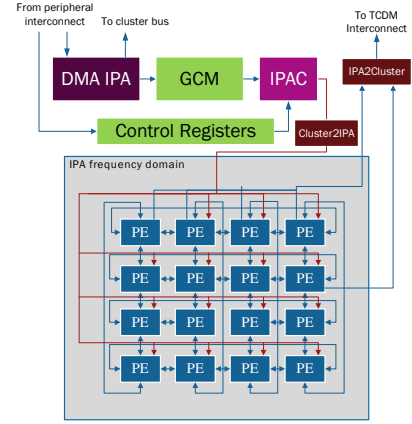 From peripheral
interconnect
To cluster bus
To TCDM
Interconnect
DMA IPA
GCM
IPAC
IPA2Cluster
Control Registers
Cluster2IPA
IPA frequency domain
PE PE PE PE
PE PE PE PE
PE PE PE PE
PE PE PE PE